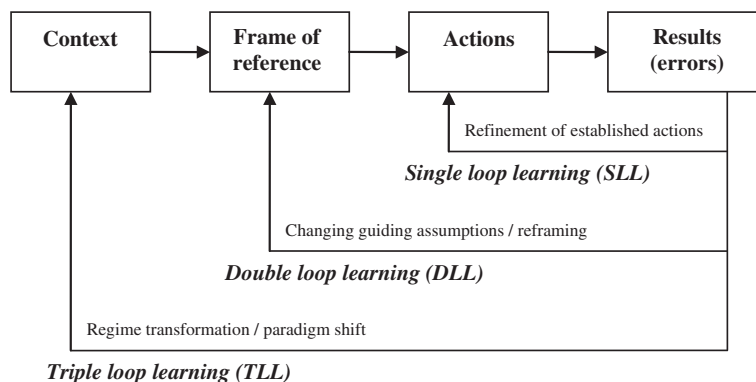 Context
Frame of
reference
Actions
Results
(errors)
Refinement of established actions
Single loop learning (SLL)
Changing guiding assumptions / reframing
Double loop learning (DLL)
Regime transformation / paradigm shift
Triple loop learning (TLL)